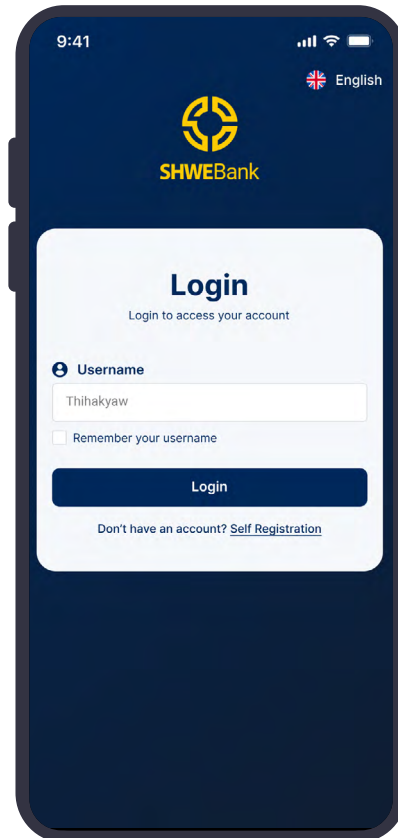 9:41
English
SHWEBank
Login
Login to access your account
Username
Thihakyaw
Remember your username
Login
Don't have an account? Self Registration